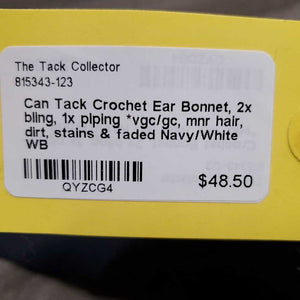 The Tack Collector
815343-123
Can Tack Crochet Ear Bonnet, 2x
bling, 1x piping *vgc/gc, mnr hair,
dirt, stains & faded Navy/White
WB
QYZCG4
$48.50